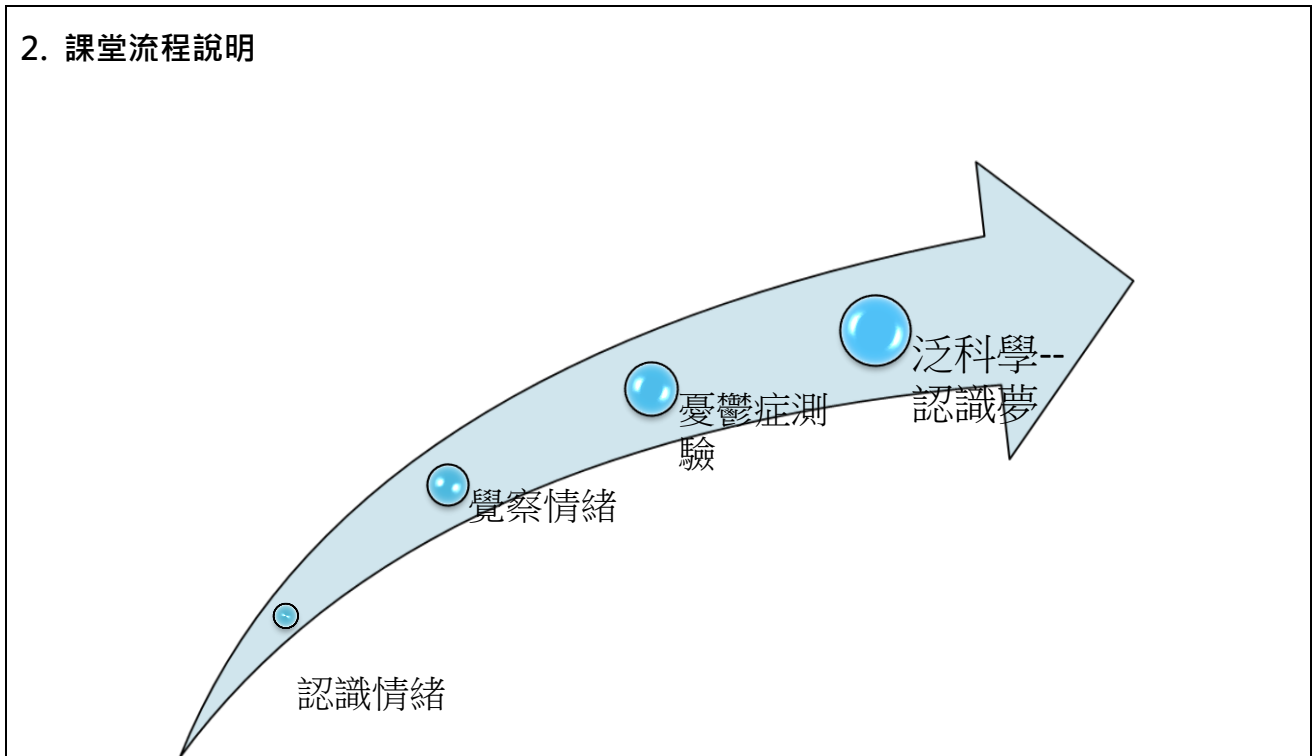 2. 課堂流程說明
泛科學--
認識夢
憂鬱症測
驗
覺察情緒
認識情緒